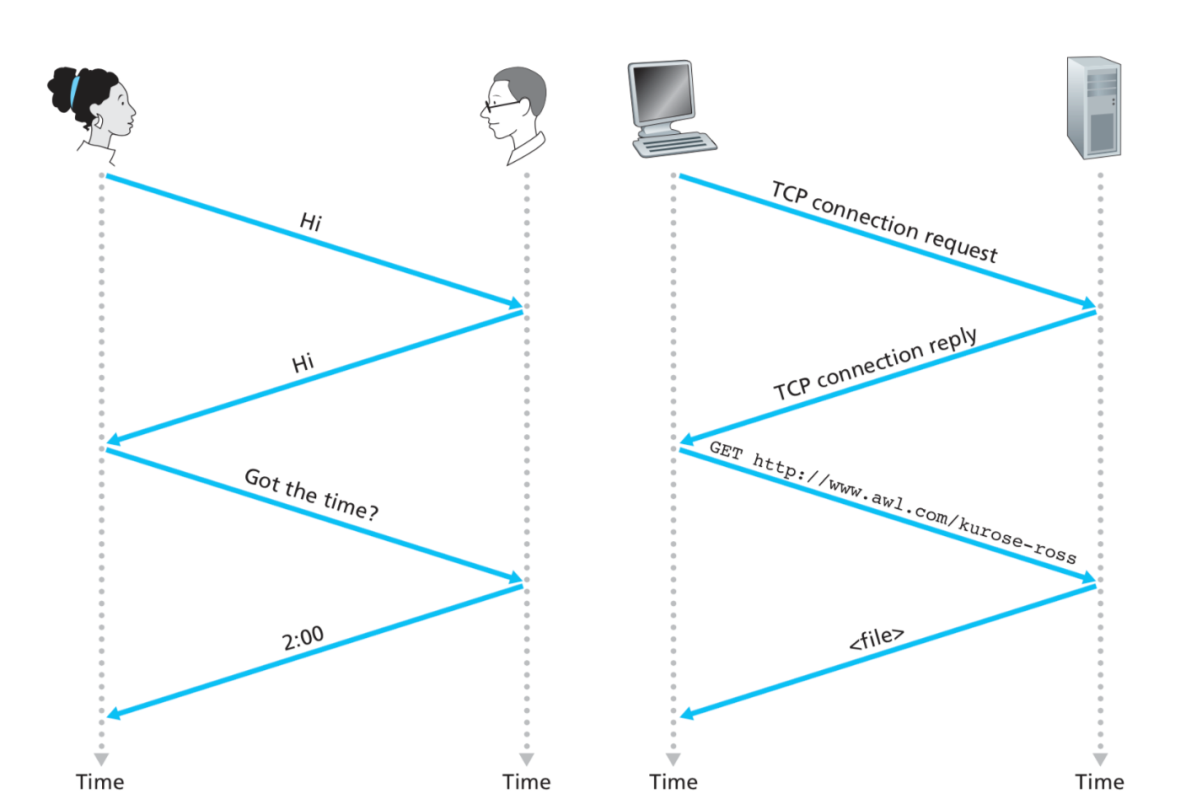 Hi
Hi
Got the time?
2:00
Time
Time
TCP connection request
TCP connection reply
GET http://www.awl.com/kurose-ross
<file>
Time
Time